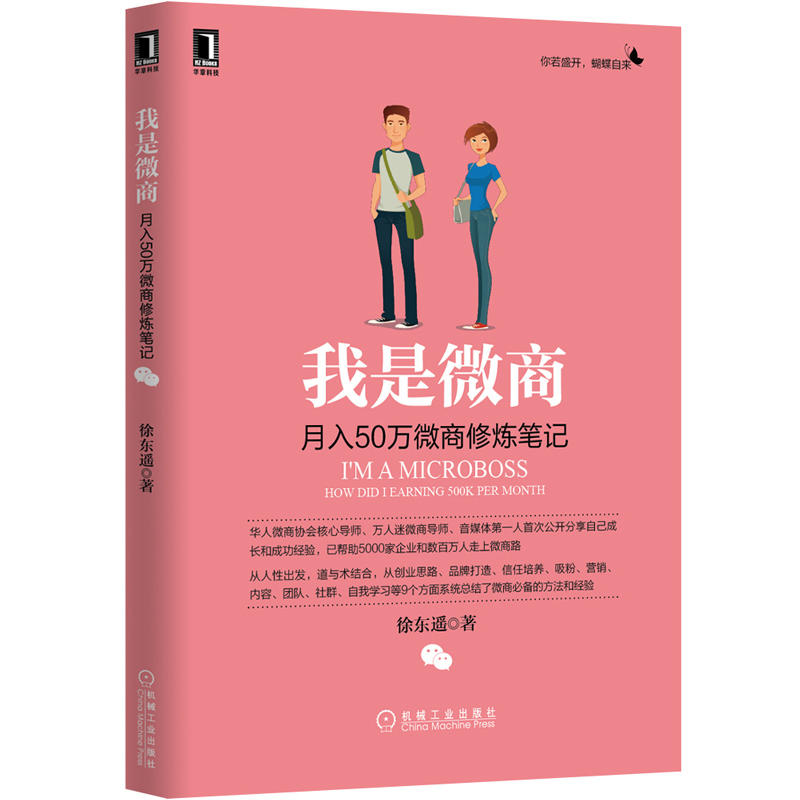 HZ Books
华章科技
我是微商
月入50万微商修炼笔记
徐东遥◎著
机械工业出版社
China Machine Press
HZ Books
华章科技
你若盛开，蝴蝶自来
我是微商
月入50万微商修炼笔记
I'M A MICROBOSS
HOW DID I EARNING 500K PER MONTH
华人微商协会核心导师、万人迷微商导师、音媒体第一人首次公开分享自己成
长和成功经验，已帮助5000家企业和数百万人走上微商路
从人性出发，道与术结合，从创业思路、品牌打造、信任培养、吸粉、营销、
内容、团队、社群、自我学习等9个方面系统总结了微商必备的方法和经验
徐东遥◎著
机械工业出版社
China Machine Press